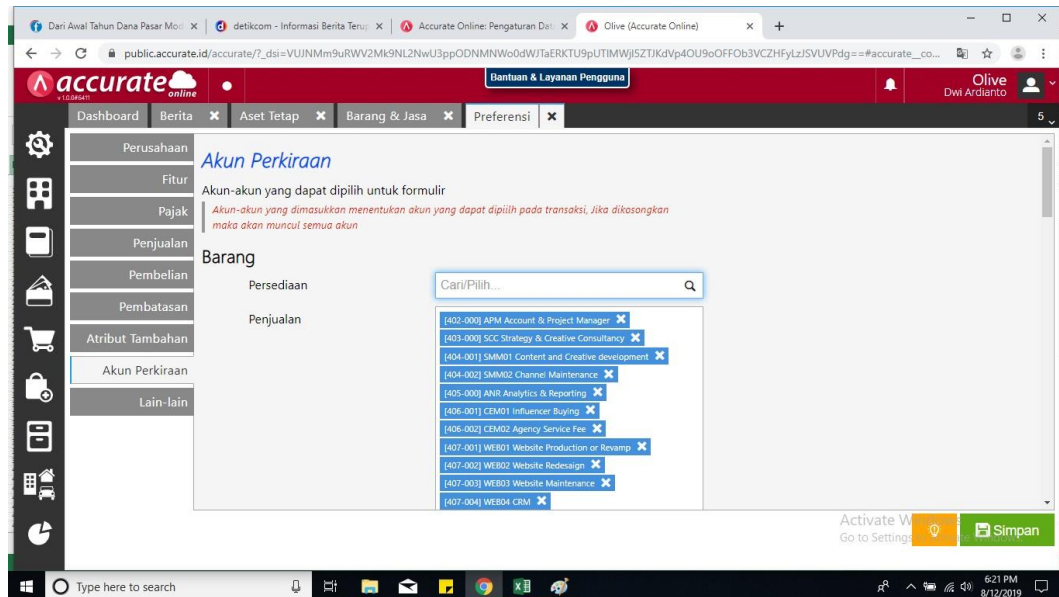 Dari Awal Tahun Dana Pasar Mod
detikcom - Informasi Berita Teru
Accurate Online: Pengaturan Dat
Olive (Accurate Online)
public.accurate.id/accurate/?_dsi=VUJNMm9uRWV2Mk9NL2NwU3ppODNMNWo0dWJTaERKTU9pUTlMWjI5ZTJKdVp4OU9oOFFOb3VCZHFyLzJSVUVPdg==#accurate__co...
accurate
online
v 1.0.0#6411
Bantuan & Layanan Pengguna
Olive
Dwi Ardianto
Dashboard
Berita
Aset Tetap
Barang & Jasa
Preferensi
5
Perusahaan
Fitur
Pajak
Penjualan
Pembelian
Pembatasan
Atribut Tambahan
Akun Perkiraan
Lain-lain
Akun Perkiraan
Akun-akun yang dapat dipilih untuk formulir
Akun-akun yang dimasukkan menentukan akun yang dapat dipiilh pada transaksi, Jika dikosongkan
maka akan muncul semua akun
Barang
Persediaan
Cari/Pilih...
Penjualan
[402-000] APM Account & Project Manager
[403-000] SCC Strategy & Creative Consultancy
[404-001] SMM01 Content and Creative development
[404-002] SMM02 Channel Maintenance
[405-000] ANR Analytics & Reporting
[406-001] CEM01 Influencer Buying
[406-002] CEM02 Agency Service Fee
[407-001] WEB01 Website Production or Revamp
[407-002] WEB02 Website Redesaign
[407-003] WEB03 Website Maintenance
[407-004] WEB04 CRM
Activate W
Go to Settings
Simpan
Type here to search
6:21 PM
8/12/2019